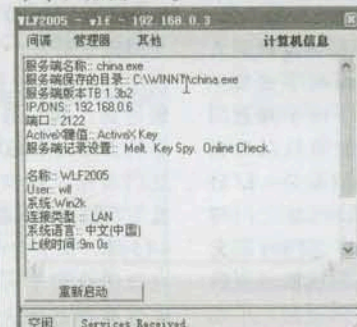 WLF2005 - wlf - 192.168.0.3
间谍 管理器 其他 计算机信息
服务端名称:: china.exe
服务端保存的目录:: C:\WINNT\china.exe
服务端版本TB 1.3b2
IP/DNS:: 192.168.0.6
端口:: 2122
ActiveX键值:: ActiveX Key
服务端记录设置:: Melt. Key Spy. Online Check.
名称:: WLF2005
User:: wlf
系统:Win2k
连接类型:: LAN
系统语言:: 中文(中国)
上线时间:9m 0s
重新启动
空闲 Services Received.